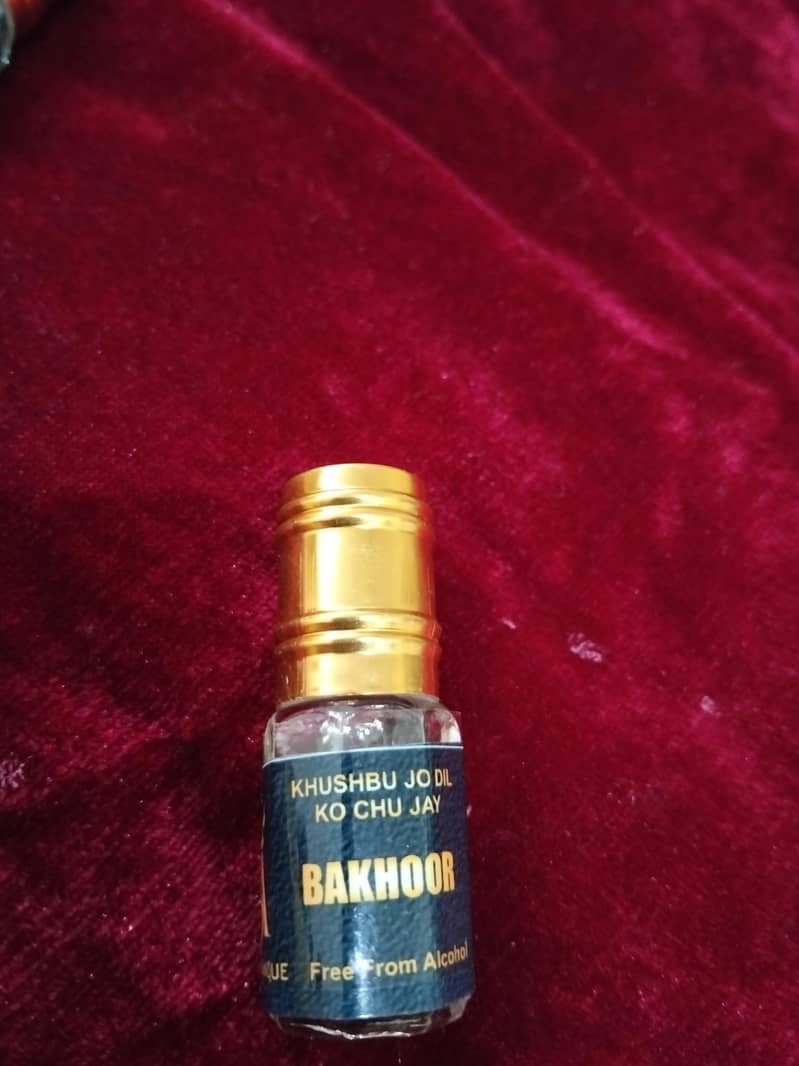 KHUSHBU JO DIL
KO CHU JAY
BAKHOOR
Free From Alcohol